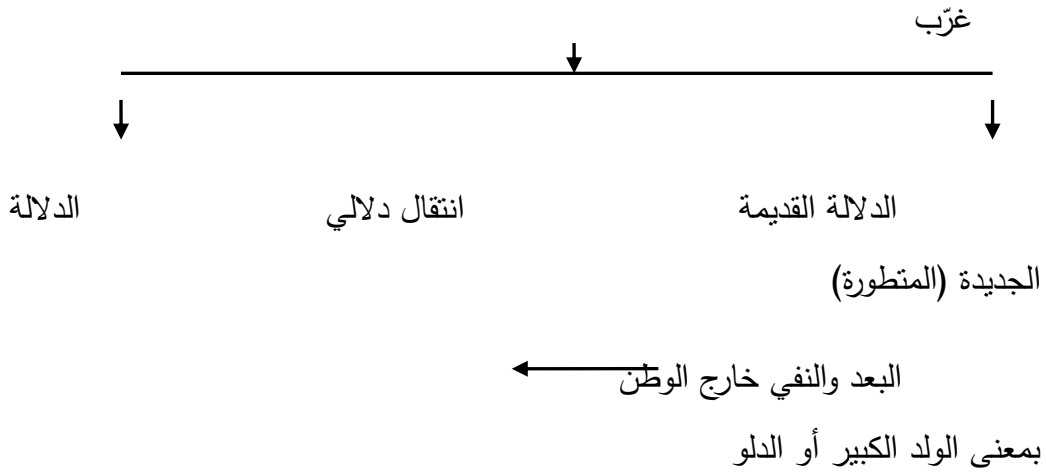 غرّب
الدلالة القديمة انتقال دلالي الدلالة
الجديدة (المتطورة)
البعد والنفي خارج الوطن
بمعنى الولد الكبير أو الدلو